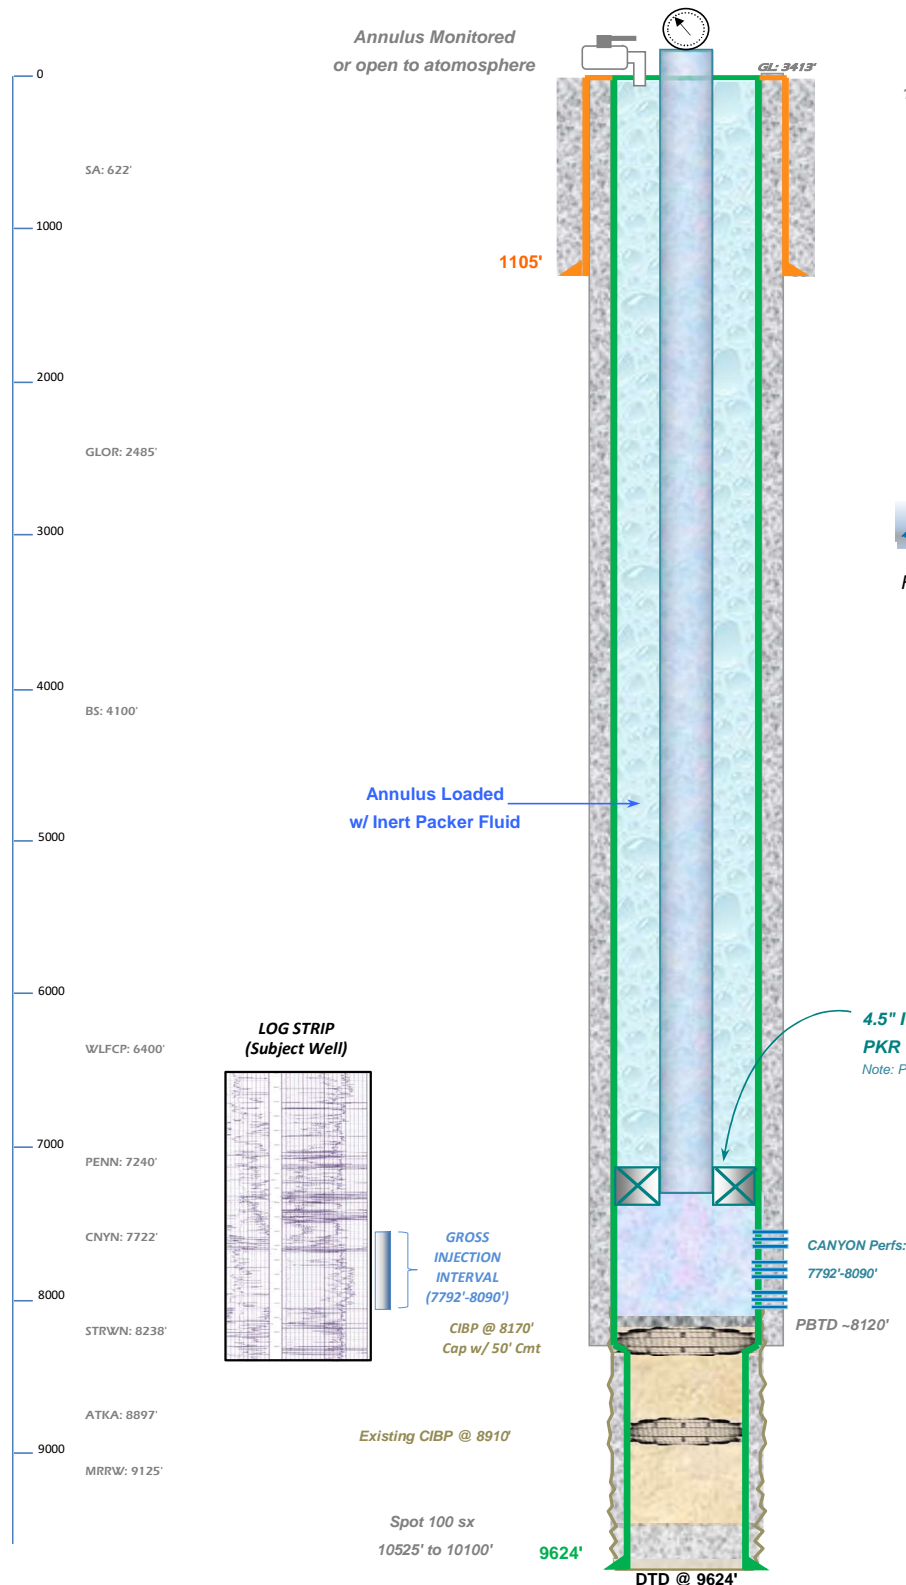 Annulus Monitored
or open to atomosphere
GL: 3413'
0
SA: 622'
1000
1105'
2000
GLOR: 2485'
3000
4000
BS: 4100'
Annulus Loaded
w/ Inert Packer Fluid
5000
6000
WLFCP: 6400'
LOG STRIP
(Subject Well)
4.5" I
PKR
Note: P
7000
PENN: 7240'
CNYN: 7722'
GROSS
INJECTION
INTERVAL
(7792'-8090')
CANYON Perfs:
7792'-8090'
8000
STRWN: 8238'
CIBP @ 8170'
Cap w/ 50' Cmt
PBTD ~8120'
ATKA: 8897'
Existing CIBP @ 8910'
9000
MRRW: 9125'
Spot 100 sx
10525' to 10100'
9624'
DTD @ 9624'